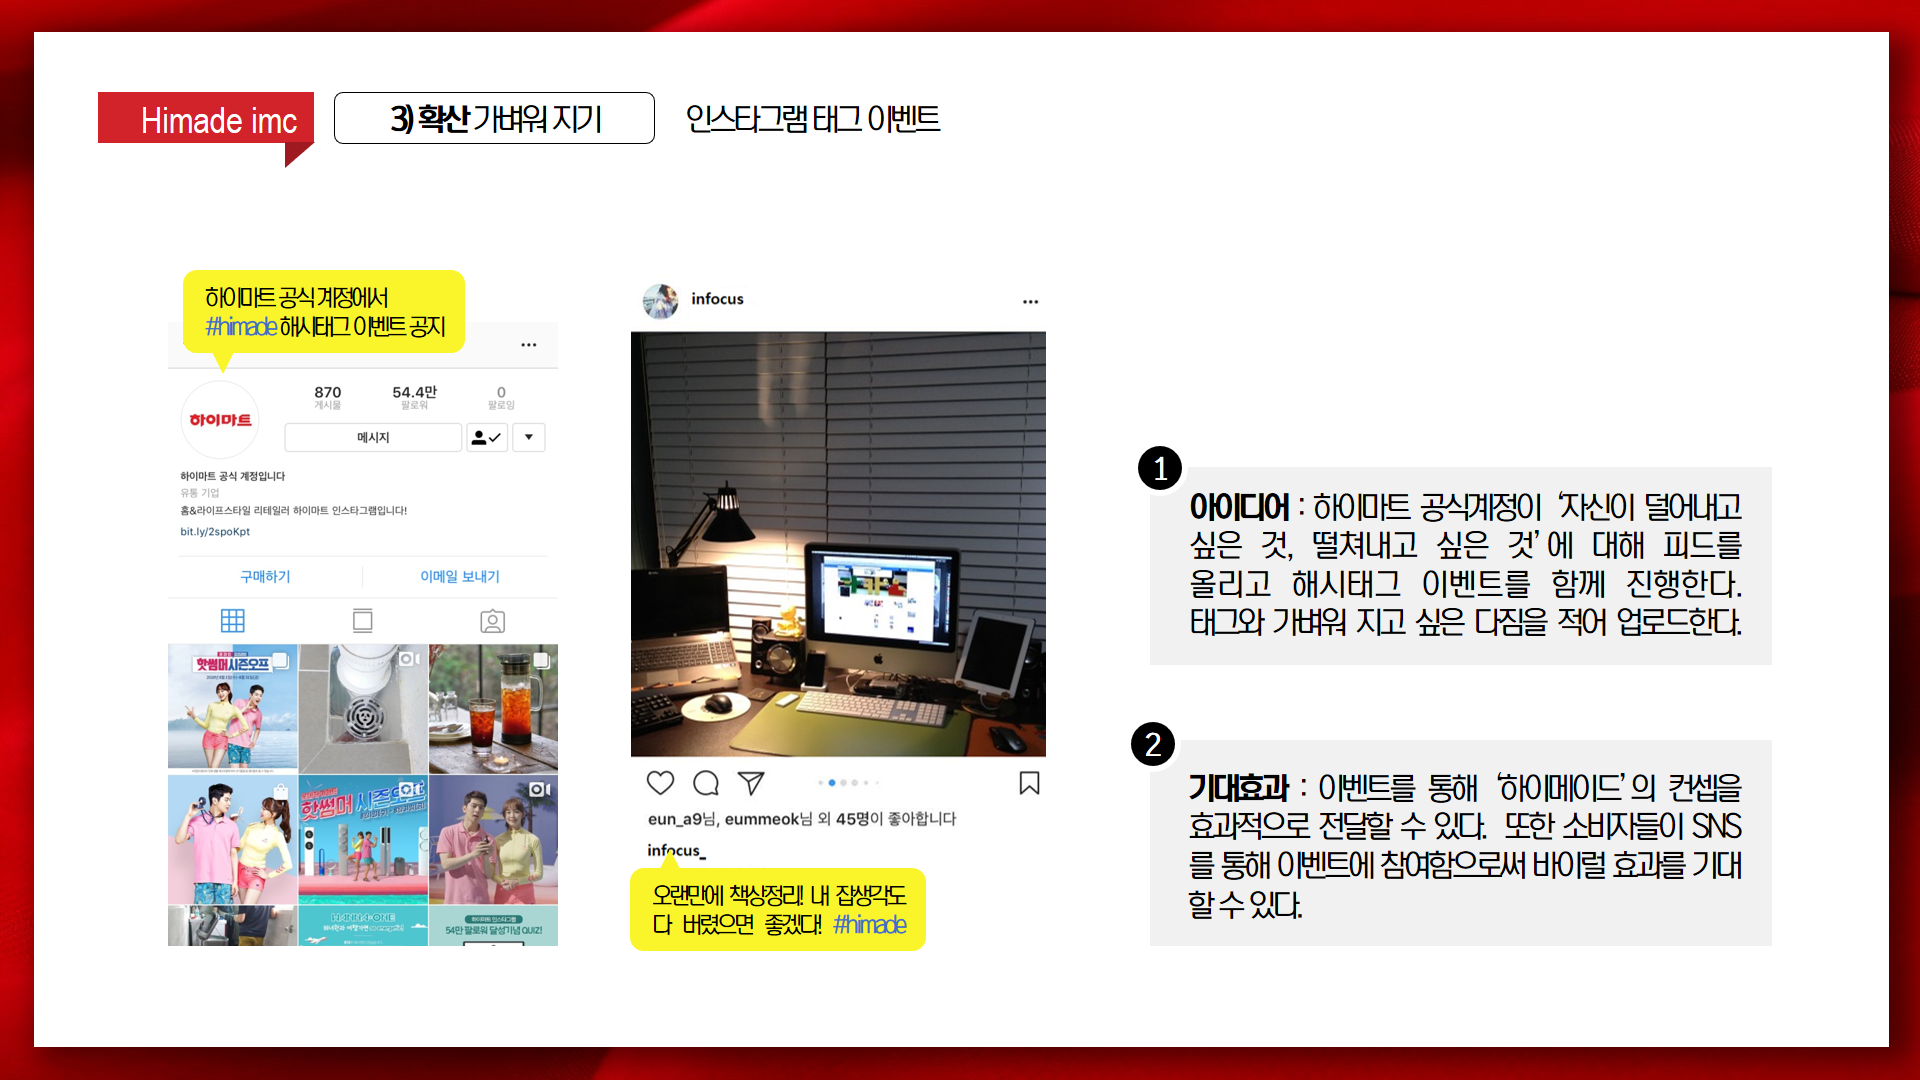 Himade imc
3) 확산 가벼워 지기
인스타그램 태그 이벤트
하이마트 공식 계정에서
#himade 해시태그 이벤트 공지
870
54.4만
0
게시물
팔로워
팔로잉
하이마트
메시지
하이마트 공식 계정입니다
유통 기업
홈&라이프스타일 리테일러 하이마트 인스타그램입니다!
bit.ly/2spoKpt
구매하기
이메일 보내기
핫썸머시즌오프
핫썸머 시즌오프
WANNA·ONE
하이마트 인스타그램
54만 팔로워 달성기념 QUIZ!
infocus
eun_a9님, eummeok님 외 45명이 좋아합니다
infocus_
오랜만에 책상정리! 내 잡생각도
다 버렸으면 좋겠다! #himade
1
아이디어 : 하이마트 공식계정이 ‘자신이 덜어내고
싶은 것, 떨쳐내고 싶은 것’에 대해 피드를
올리고 해시태그 이벤트를 함께 진행한다.
태그와 가벼워 지고 싶은 다짐을 적어 업로드한다.
2
기대효과 : 이벤트를 통해 ‘하이메이드’의 컨셉을
효과적으로 전달할 수 있다. 또한 소비자들이 SNS
를 통해 이벤트에 참여함으로써 바이럴 효과를 기대
할 수 있다.